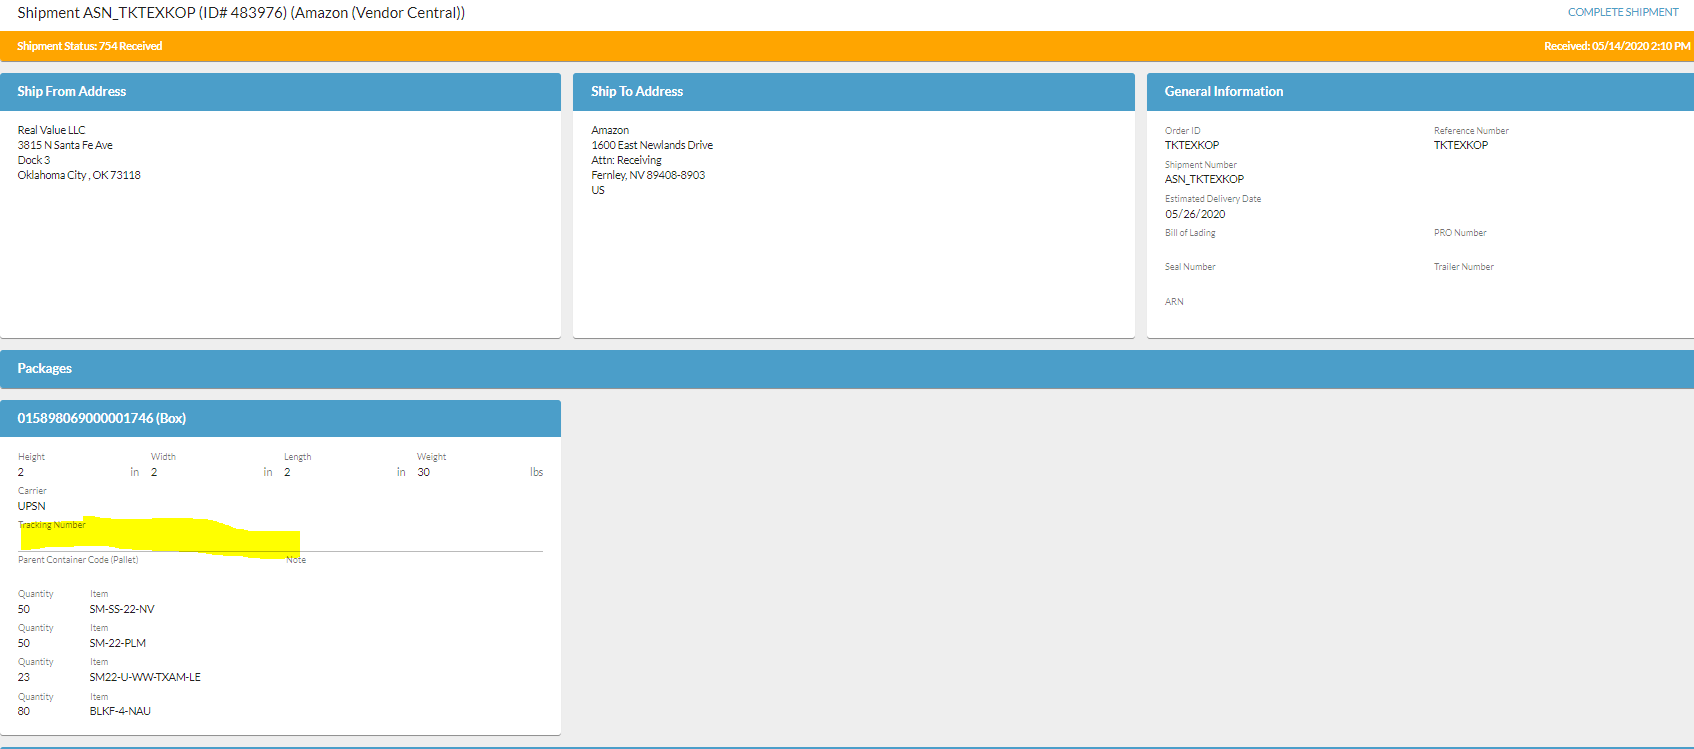 Shipment ASN_TKTEXKOP (ID# 483976) (Amazon (Vendor Central))
COMPLETE SHIPMENT
Shipment Status: 754 Received
Received: 05/14/2020 2:10 PM
Ship From Address
Real Value LLC
3815 N Santa Fe Ave
Dock 3
Oklahoma City , OK 73118
Ship To Address
Amazon
1600 East Newlands Drive
Attn: Receiving
Fernley, NV 89408-8903
US
General Information
Order ID
TKTEXKOP
Reference Number
TKTEXKOP
Shipment Number
ASN_TKTEXKOP
Estimated Delivery Date
05/26/2020
Bill of Lading
PRO Number
Seal Number
Trailer Number
ARN
Packages
015898069000001746 (Box)
Height
2 in
Width
2 in
Length
2 in
Weight
30 lbs
Carrier
UPSN
Tracking Number
Parent Container Code (Pallet)
Note
Quantity Item
50 SM-SS-22-NV
Quantity Item
50 SM-22-PLM
Quantity Item
23 SM22-U-WW-TXAM-LE
Quantity Item
80 BLKF-4-NAU